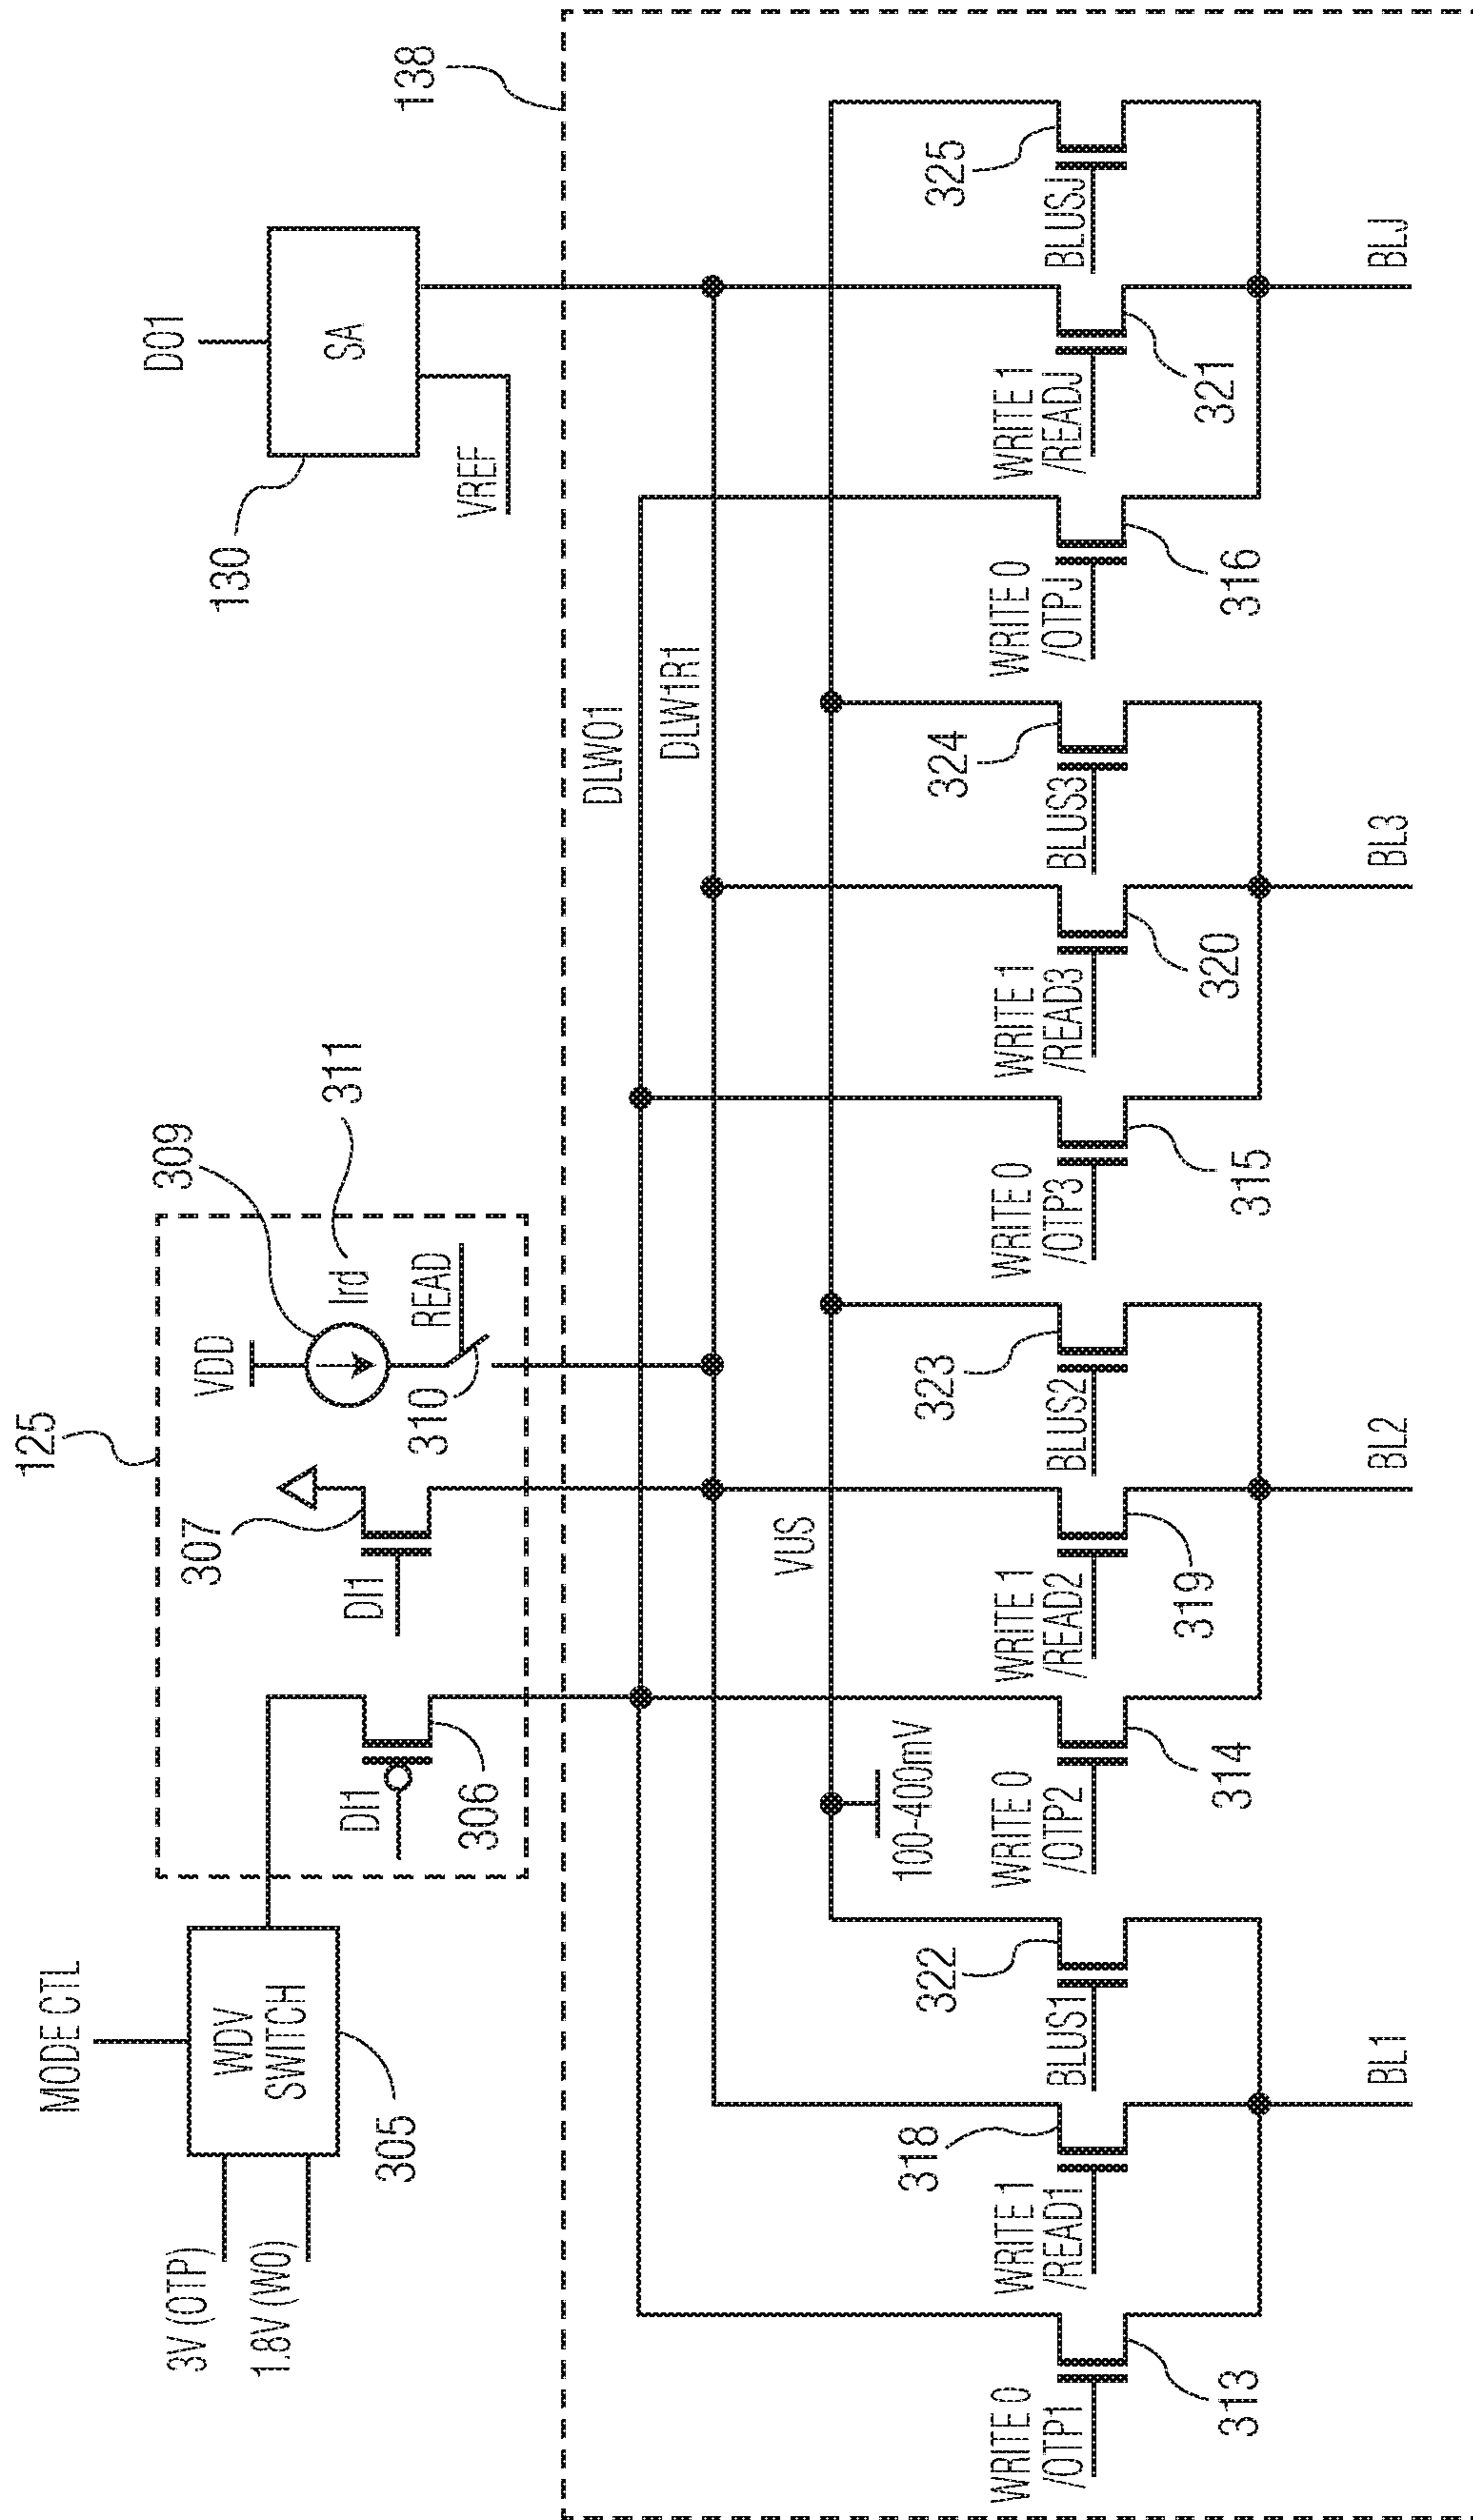 MODE CTL
3V (OTP)
1.8V (W0)
WDV
SWITCH
305
125
DI1
306
307
DI1
VDD
309
Ird
311
READ
310
130
SA
DO1
VREF
138
DLW01
DLW1R1
VUS
100-400mV
WRITE 0
/OTP1
313
WRITE 1
/READ1
318
BLUS1
322
BL1
WRITE 0
/OTP2
314
WRITE 1
/READ2
319
BLUS2
323
BL2
WRITE 0
/OTP3
315
WRITE 1
/READ3
320
BLUS3
324
BL3
WRITE 0
/OTPJ
316
WRITE 1
/READJ
321
BLUSJ
325
BLJ